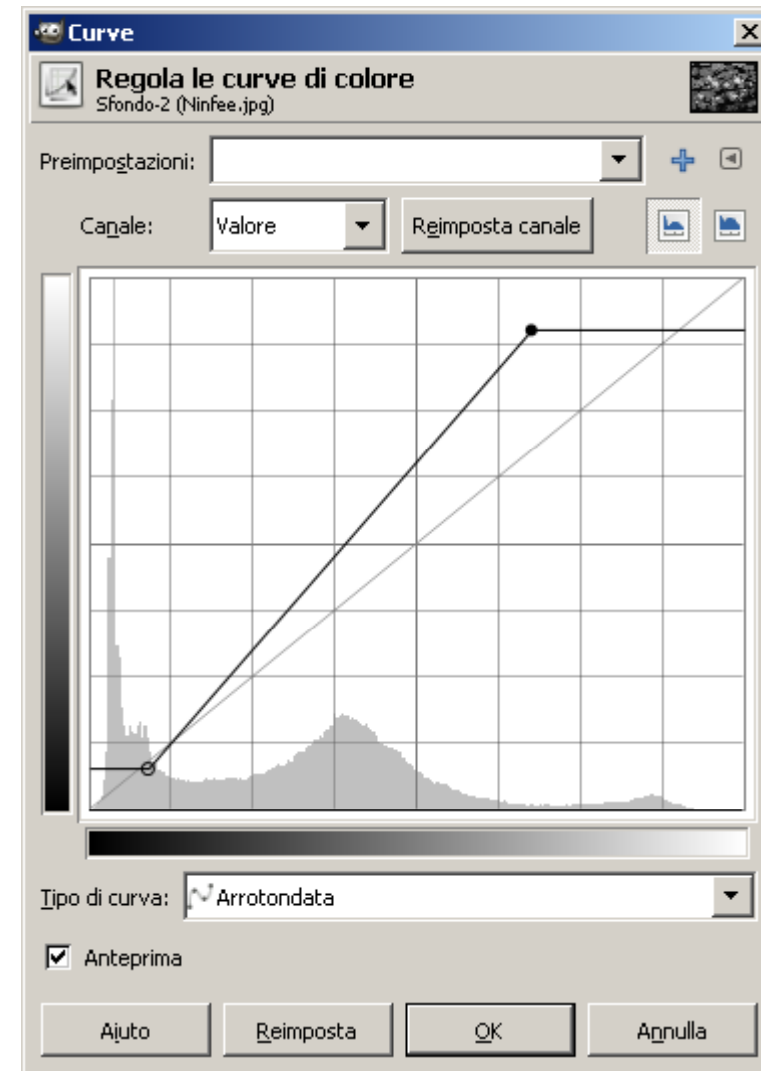 Curve
Regola le curve di colore
Sfondo-2 (Ninfee.jpg)
Preimpostazioni:
Canale: Valore Reimposta canale
Tipo di curva: Arrotondata
Anteprima
Aiuto Reimposta OK Annulla